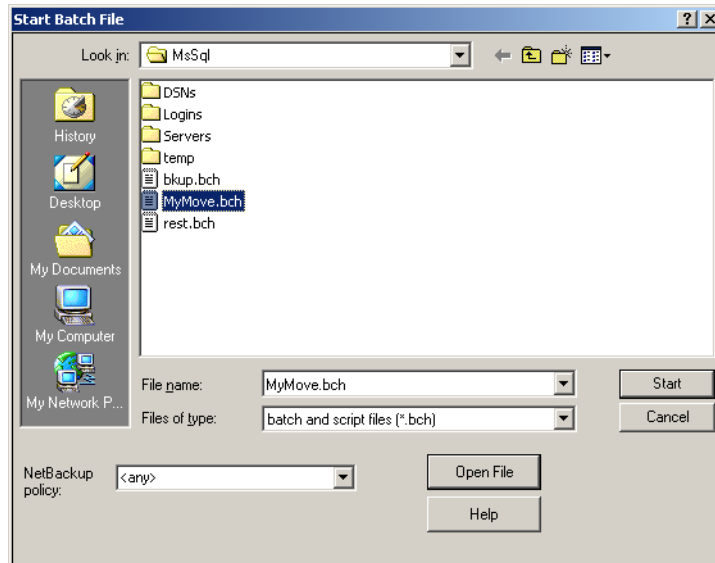 Start Batch File
Look in: MsSql
History
Desktop
My Documents
My Computer
My Network P...
DSNs
Logins
Servers
temp
bkup.bch
MyMove.bch
rest.bch
File name: MyMove.bch Start
Files of type: batch and script files (*.bch) Cancel
NetBackup policy: <any> Open File
Help